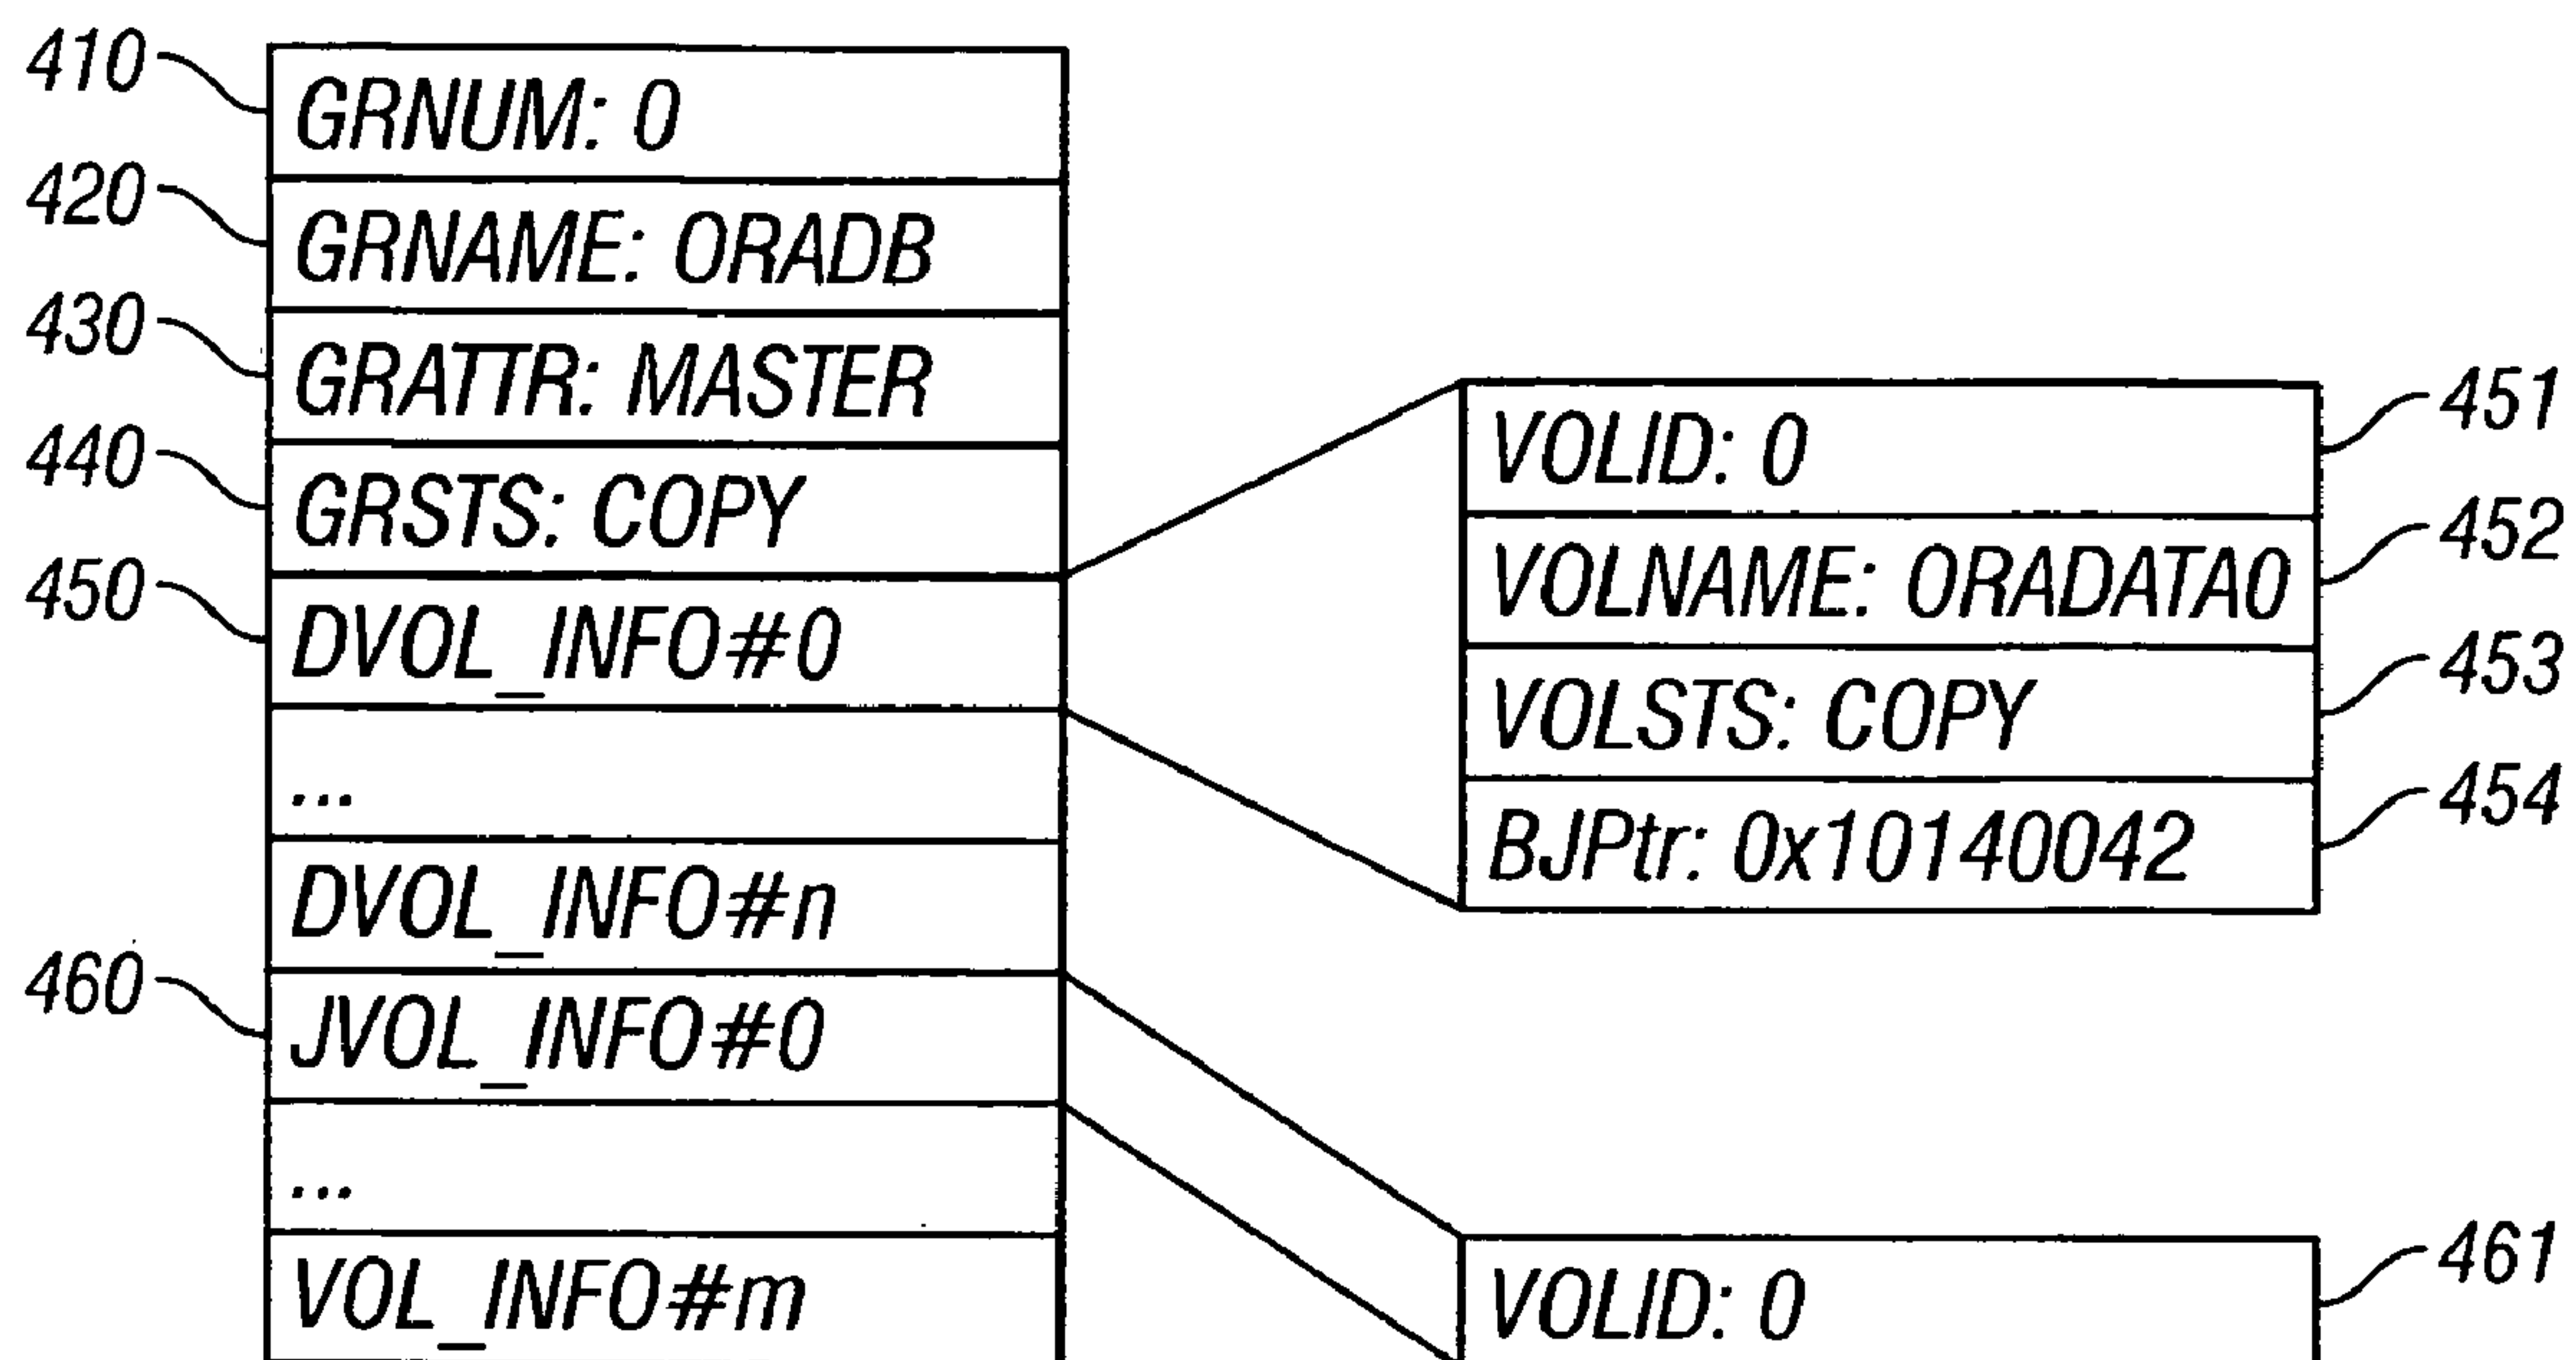 410
GRNUM: 0
420
GRNAME: ORADB
430
GRATTR: MASTER
440
GRSTS: COPY
450
DVOL_INFO#0
...
DVOL_INFO#n
460
JVOL_INFO#0
...
VOL_INFO#m
VOLID: 0
451
VOLNAME: ORADATA0
452
VOLSTS: COPY
453
BJPtr: 0x10140042
454
VOLID: 0
461